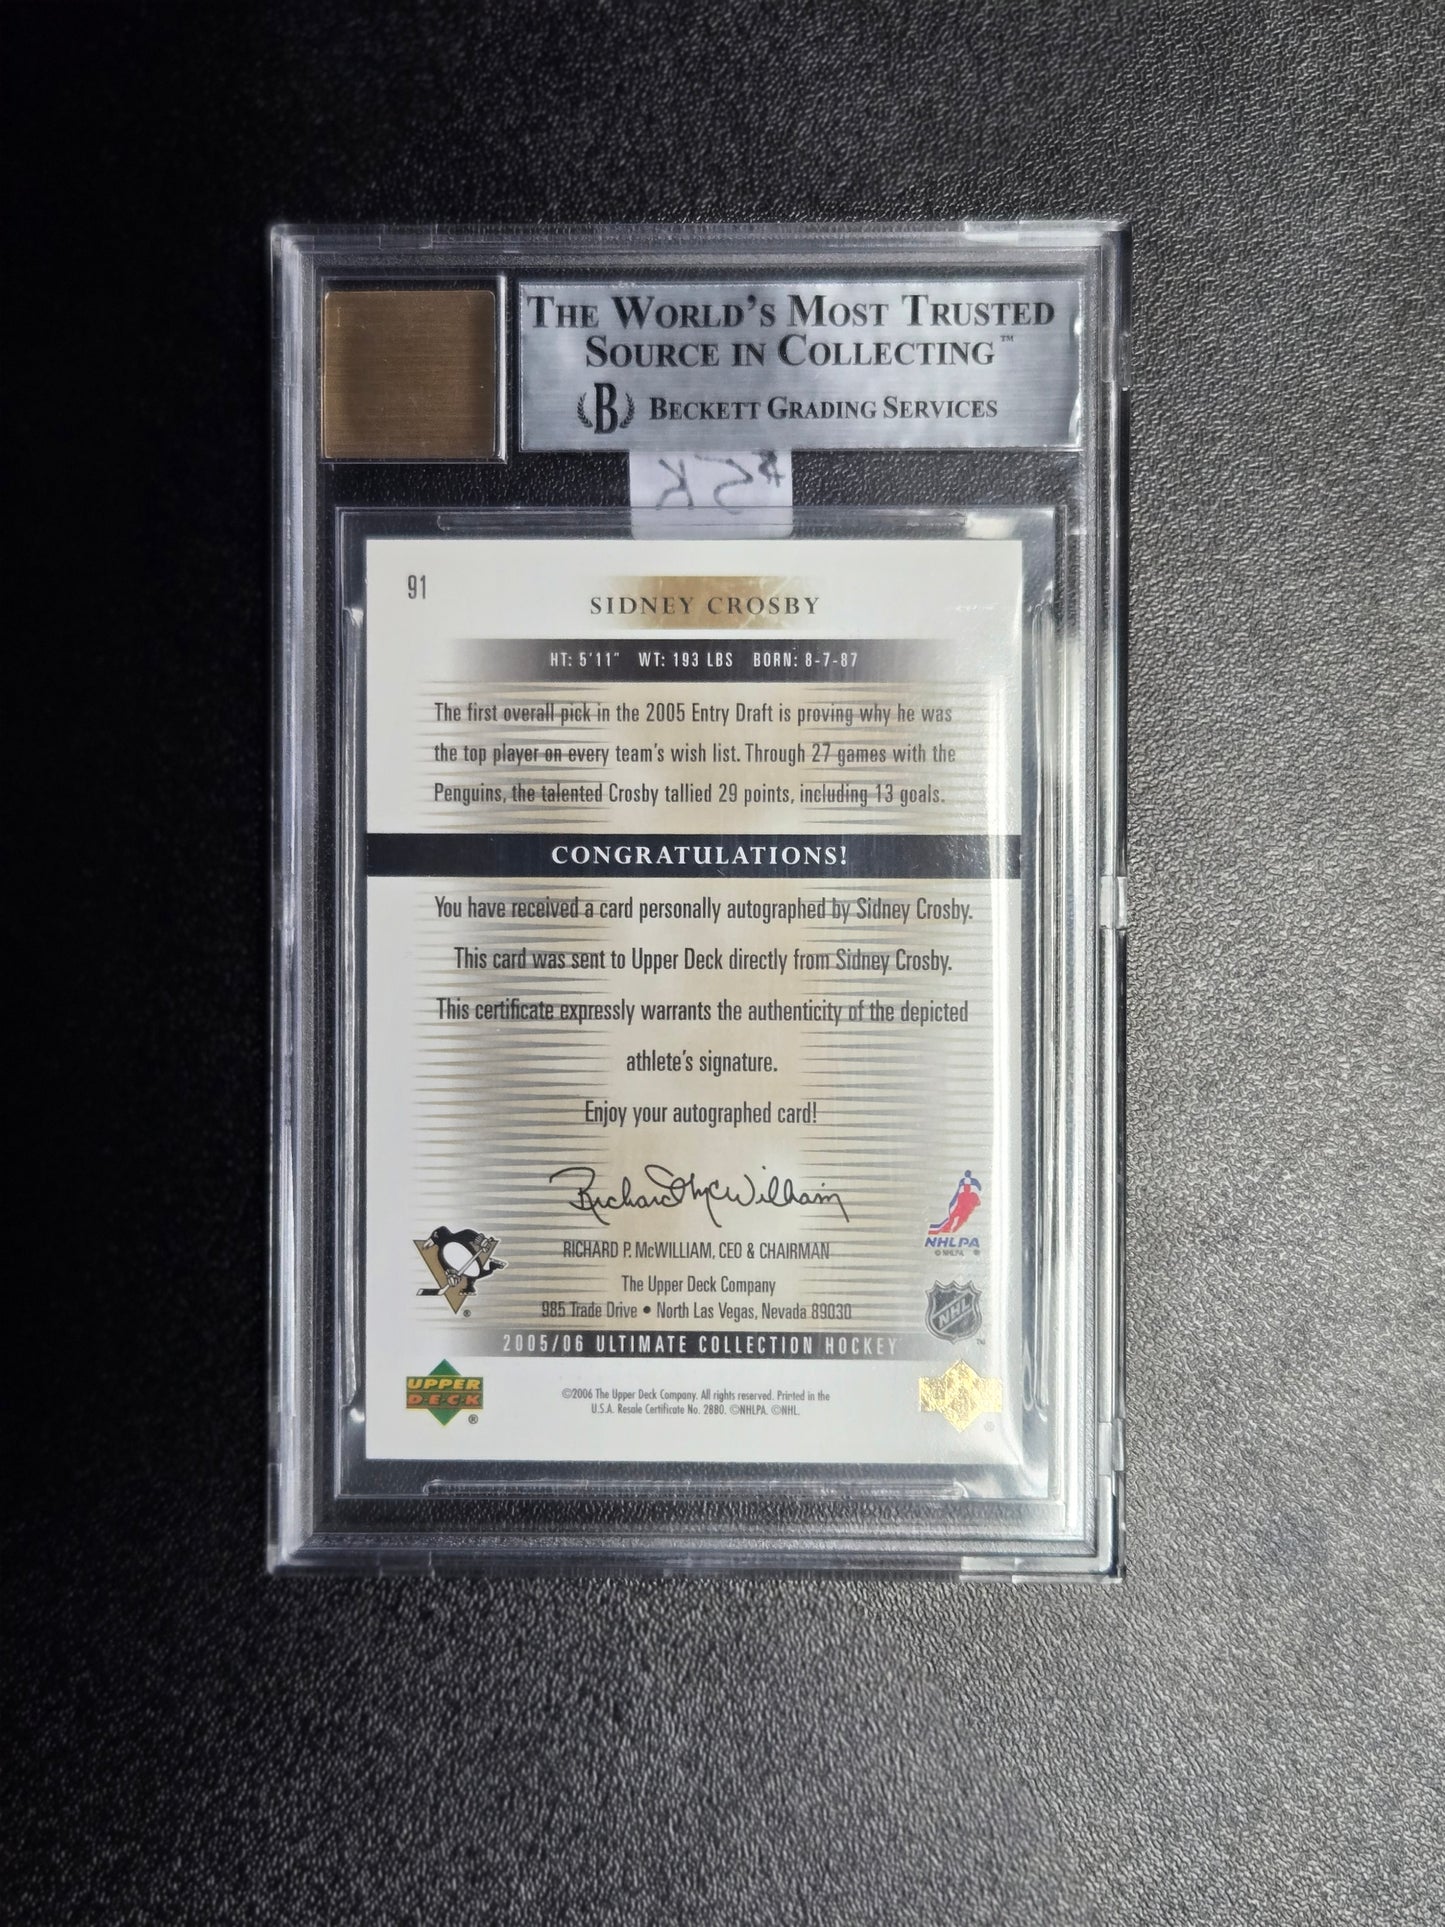 THE WORLD'S MOST TRUSTED
SOURCE IN COLLECTING™
B BECKETT GRADING SERVICES
$5K
91
SIDNEY CROSBY
HT: 5'11" WT: 193 LBS BORN: 8-7-87
The first overall pick in the 2005 Entry Draft is proving why he was
the top player on every team's wish list. Through 27 games with the
Penguins, the talented Crosby tallied 29 points, including 13 goals.
CONGRATULATIONS!
You have received a card personally autographed by Sidney Crosby.
This card was sent to Upper Deck directly from Sidney Crosby.
This certificate expressly warrants the authenticity of the depicted
athlete's signature.
Enjoy your autographed card!
Richard McWilliam
NHLPA
© NHLPA ®
RICHARD P. McWILLIAM, CEO & CHAIRMAN
The Upper Deck Company
985 Trade Drive • North Las Vegas, Nevada 89030
NHL
™
®
2005/06 ULTIMATE COLLECTION HOCKEY
UPPER
DECK
®
©2006 The Upper Deck Company. All rights reserved. Printed in the
U.S.A. Resale Certificate No. 2880. ©NHLPA. ©NHL.
®